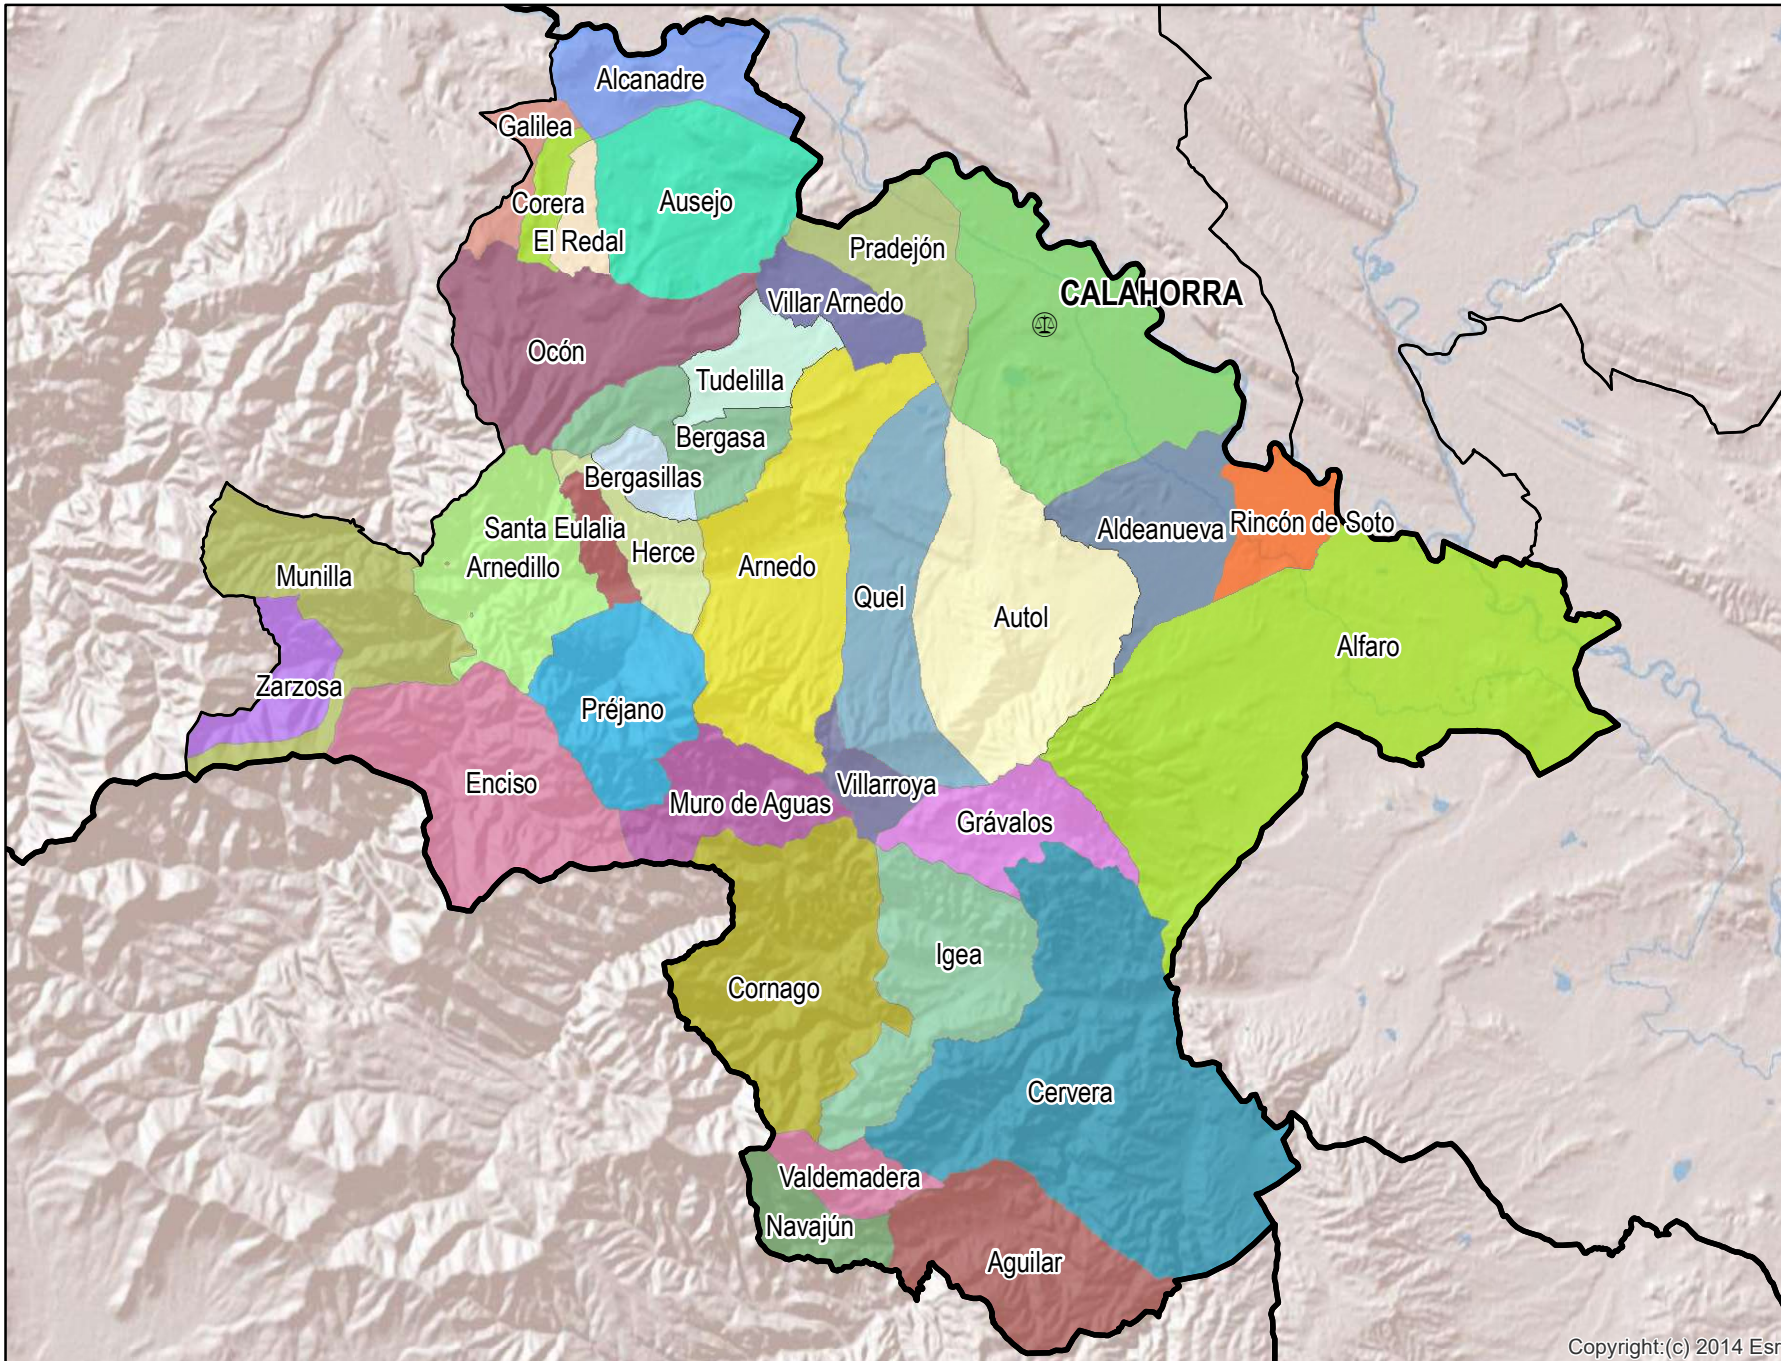 Alcanadre
Galilea
Corera
Ausejo
El Redal
Pradejón
CALAHORRA
Villar Arnedo
Ocón
Tudelilla
Bergasa
Bergasillas
Santa Eulalia
Herce
Arnedillo
Munilla
Arnedo
Quel
Autol
Aldeanueva
Rincón de Soto
Alfaro
Zarzosa
Préjano
Enciso
Muro de Aguas
Villarroya
Grávalos
Igea
Cornago
Cervera
Valdemadera
Navajún
Aguilar
Copyright:(c) 2014 Esr